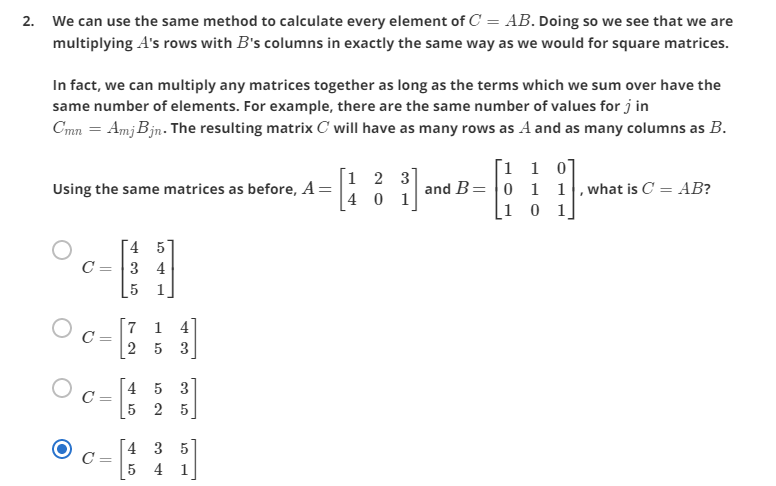 2. We can use the same method to calculate every element of C = AB. Doing so we see that we are
multiplying A's rows with B's columns in exactly the same way as we would for square matrices.
In fact, we can multiply any matrices together as long as the terms which we sum over have the
same number of elements. For example, there are the same number of values for j in
Cmn = AmjBjn. The resulting matrix C will have as many rows as A and as many columns as B.
Using the same matrices as before, A = [1 2 3; 4 0 1] and B = [1 1 0; 0 1 1; 1 0 1], what is C = AB?
C = [4 5; 3 4; 5 1]
C = [7 1 4; 2 5 3]
C = [4 5 3; 5 2 5]
C = [4 3 5; 5 4 1]